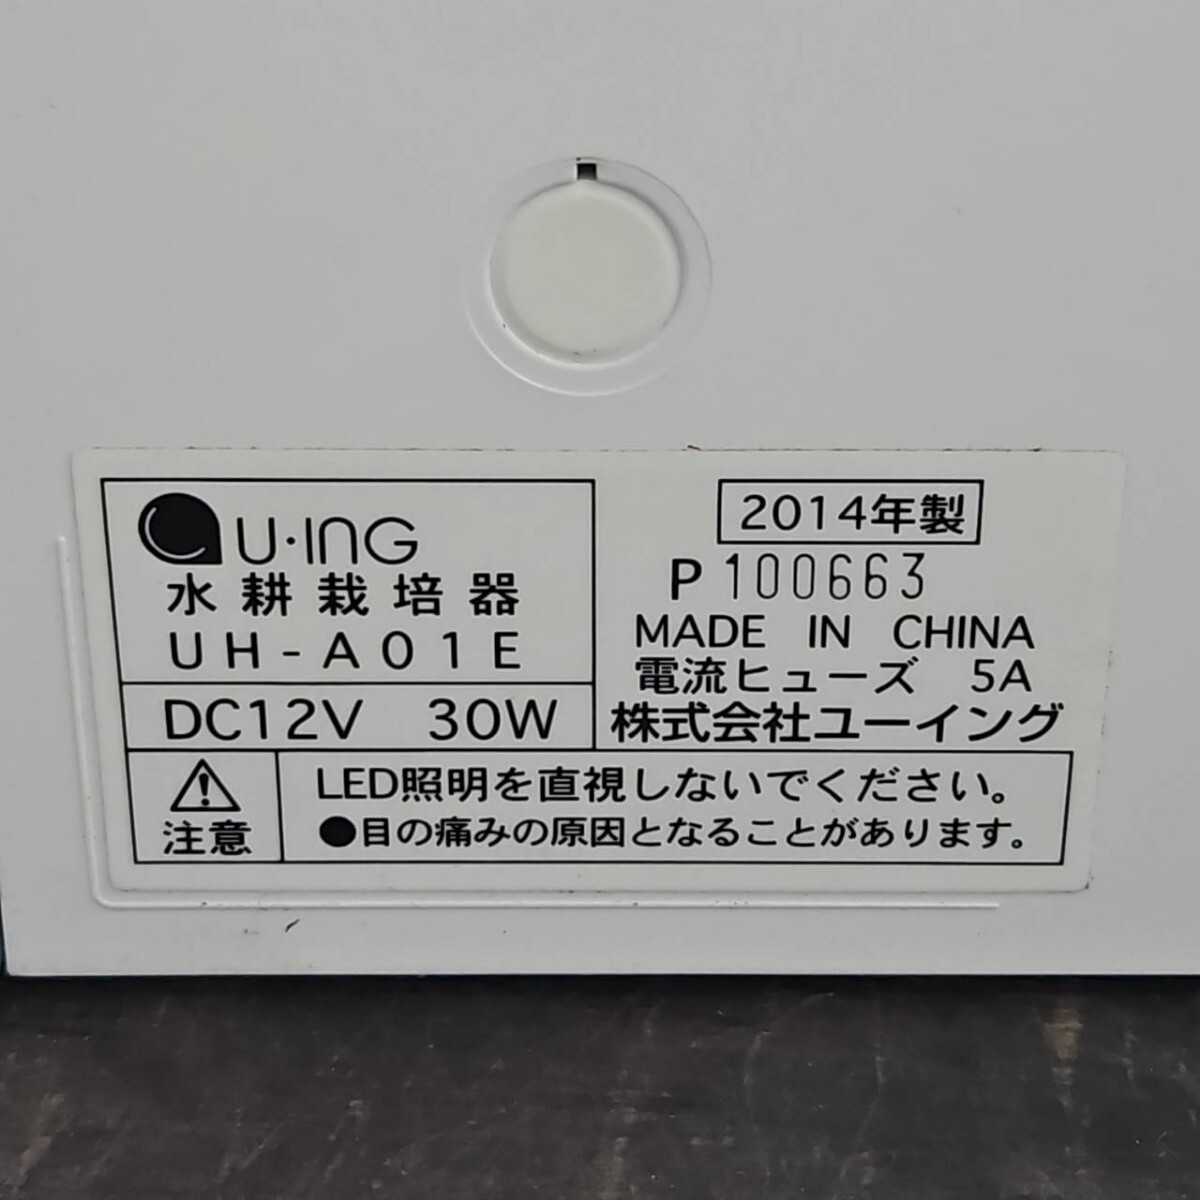 U·ING
水耕栽培器
UH-A01E
DC12V 30W
2014年製
P 100663
MADE IN CHINA
電流ヒューズ 5A
株式会社ユーイング
注意
LED照明を直視しないでください。
●目の痛みの原因となることがあります。